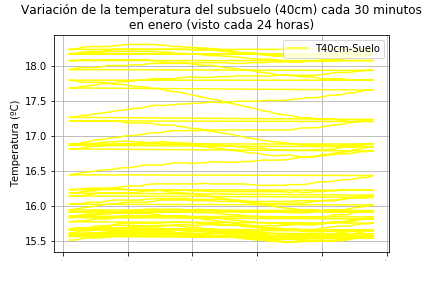 Variación de la temperatura del subsuelo (40cm) cada 30 minutos
en enero (visto cada 24 horas)
T40cm-Suelo
Temperatura (ºC)
18.0
17.5
17.0
16.5
16.0
15.5